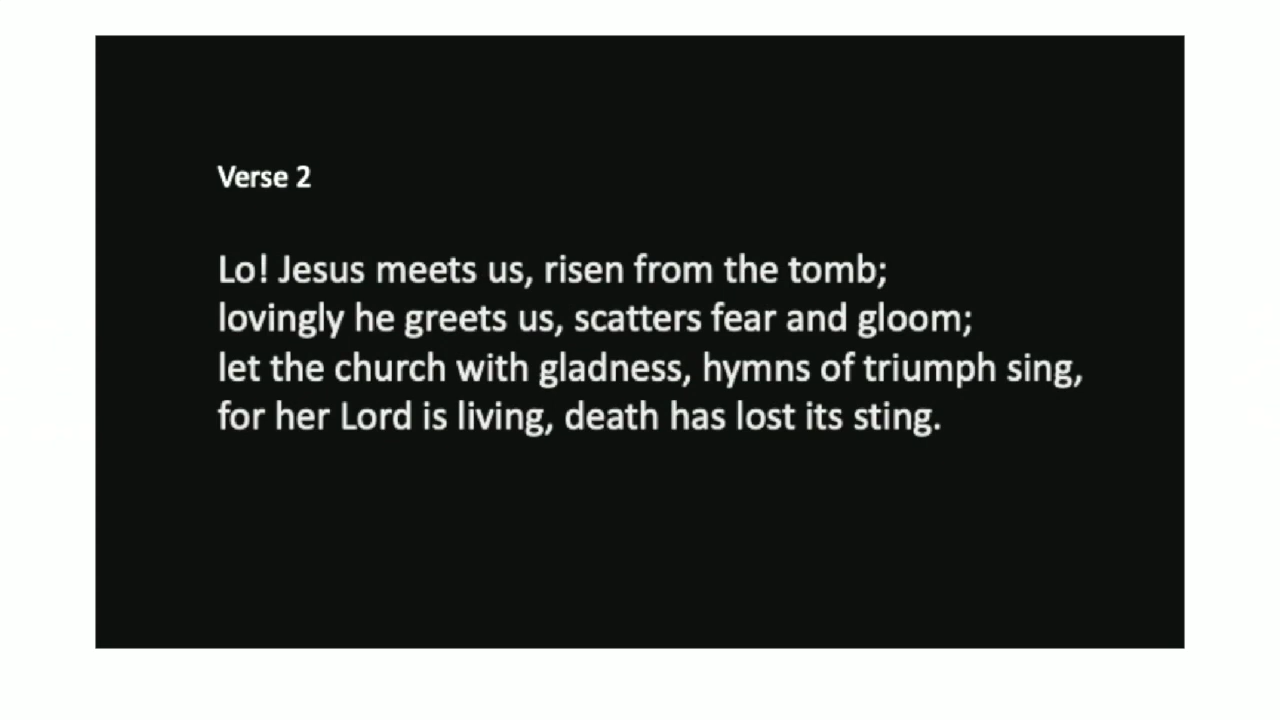 Verse 2
Lo! Jesus meets us, risen from the tomb;
lovingly he greets us, scatters fear and gloom;
let the church with gladness, hymns of triumph sing,
for her Lord is living, death has lost its sting.